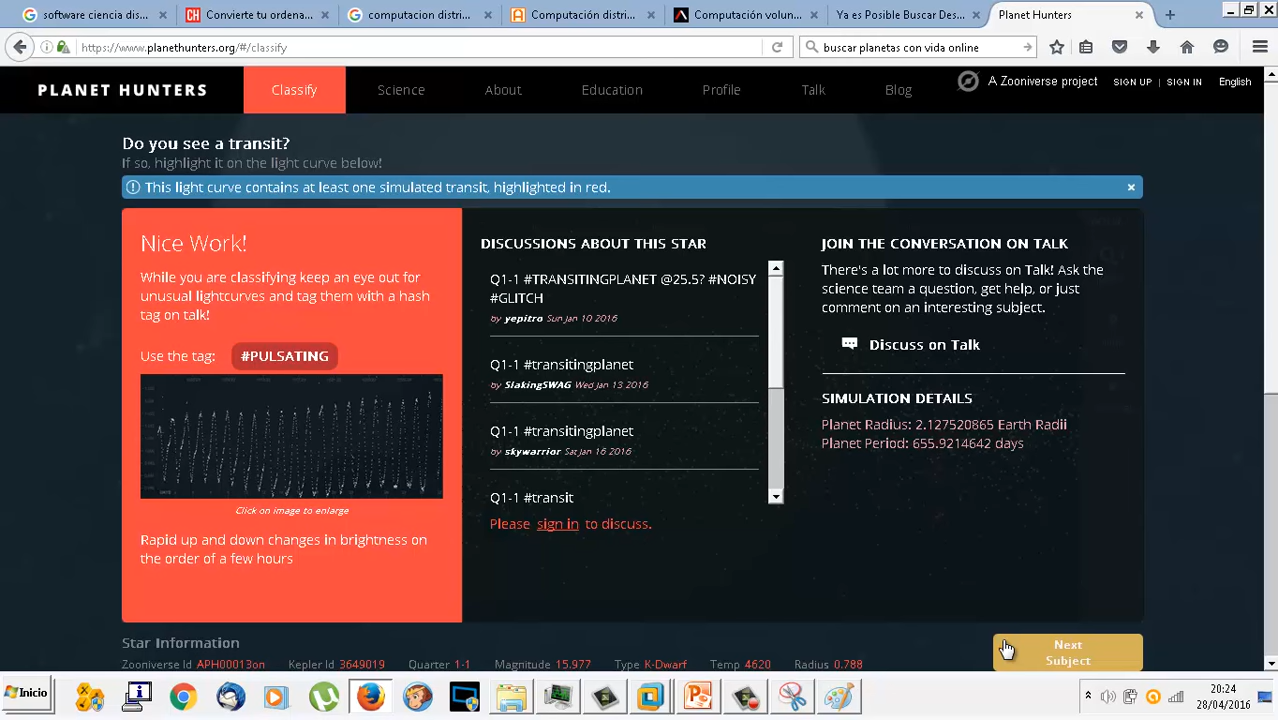 software ciencia dis...
Convierte tu ordena...
computacion distri...
Computación distri...
Computación volun...
Ya es Posible Buscar Des...
Planet Hunters
https://www.planethunters.org/#/classify
buscar planetas con vida online
PLANET HUNTERS
Classify
Science
About
Education
Profile
Talk
Blog
A Zooniverse project
SIGN UP | SIGN IN
English
Do you see a transit?
If so, highlight it on the light curve below!
This light curve contains at least one simulated transit, highlighted in red.
Nice Work!
While you are classifying keep an eye out for
unusual lightcurves and tag them with a hash
tag on talk!
Use the tag: #PULSATING
Click on image to enlarge
Rapid up and down changes in brightness on
the order of a few hours
DISCUSSIONS ABOUT THIS STAR
Q1-1 #TRANSITINGPLANET @25.5? #NOISY
#GLITCH
by yepitro Sun Jan 10 2016
Q1-1 #transitingplanet
by SlakingSWAG Wed Jan 13 2016
Q1-1 #transitingplanet
by skywarrior Sat Jan 16 2016
Q1-1 #transit
Please sign in to discuss.
JOIN THE CONVERSATION ON TALK
There's a lot more to discuss on Talk! Ask the
science team a question, get help, or just
comment on an interesting subject.
Discuss on Talk
SIMULATION DETAILS
Planet Radius: 2.127520865 Earth Radii
Planet Period: 655.9214642 days
Star Information
Zooniverse Id APH00013on Kepler Id 3649019 Quarter 1-1 Magnitude 15.977 Type K-Dwarf Temp 4620 Radius 0.788
Next
Subject
Inicio
20:24
28/04/2016